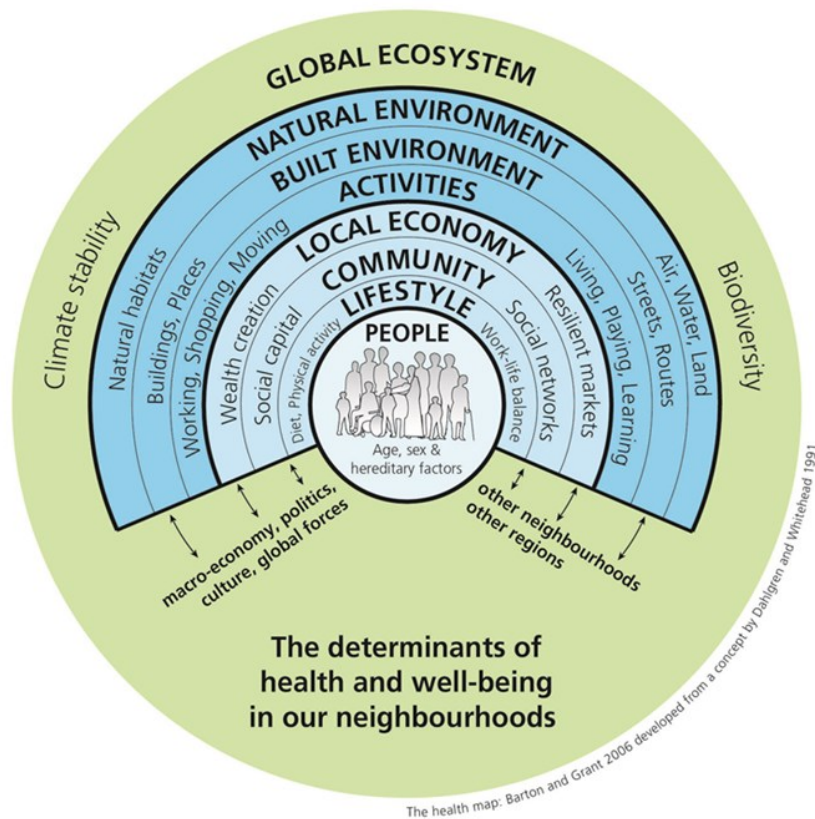 GLOBAL ECOSYSTEM
NATURAL ENVIRONMENT
BUILT ENVIRONMENT
ACTIVITIES
LOCAL ECONOMY
COMMUNITY
LIFESTYLE
PEOPLE
Age, sex &
hereditary factors
Climate stability
Natural habitats
Buildings, Places
Working, Shopping, Moving
Wealth creation
Social capital
Diet, Physical activity
Work-life balance
Social networks
Resilient markets
Living, Playing, Learning
Streets, Routes
Air, Water, Land
Biodiversity
macro-economy, politics,
culture, global forces
other neighbourhoods
other regions
The determinants of
health and well-being
in our neighbourhoods
The health map: Barton and Grant 2006 developed from a concept by Dahlgren and Whitehead 1991